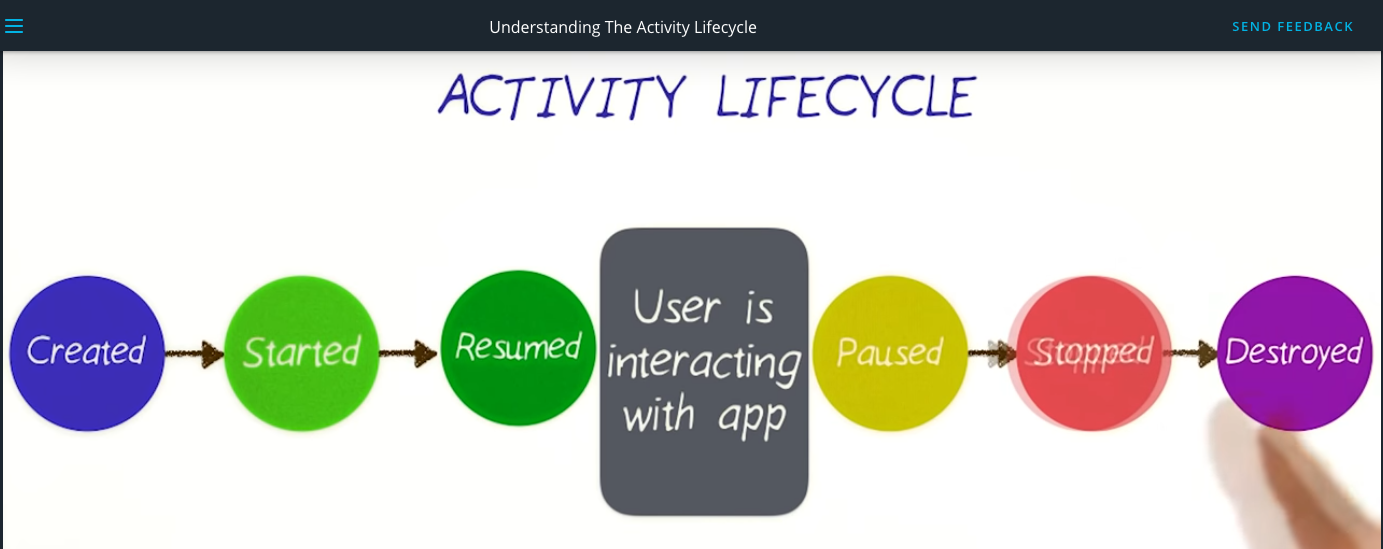 Understanding The Activity Lifecycle
SEND FEEDBACK
ACTIVITY LIFECYCLE
Created
Started
Resumed
User is
interacting
with app
Paused
Stopped
Destroyed